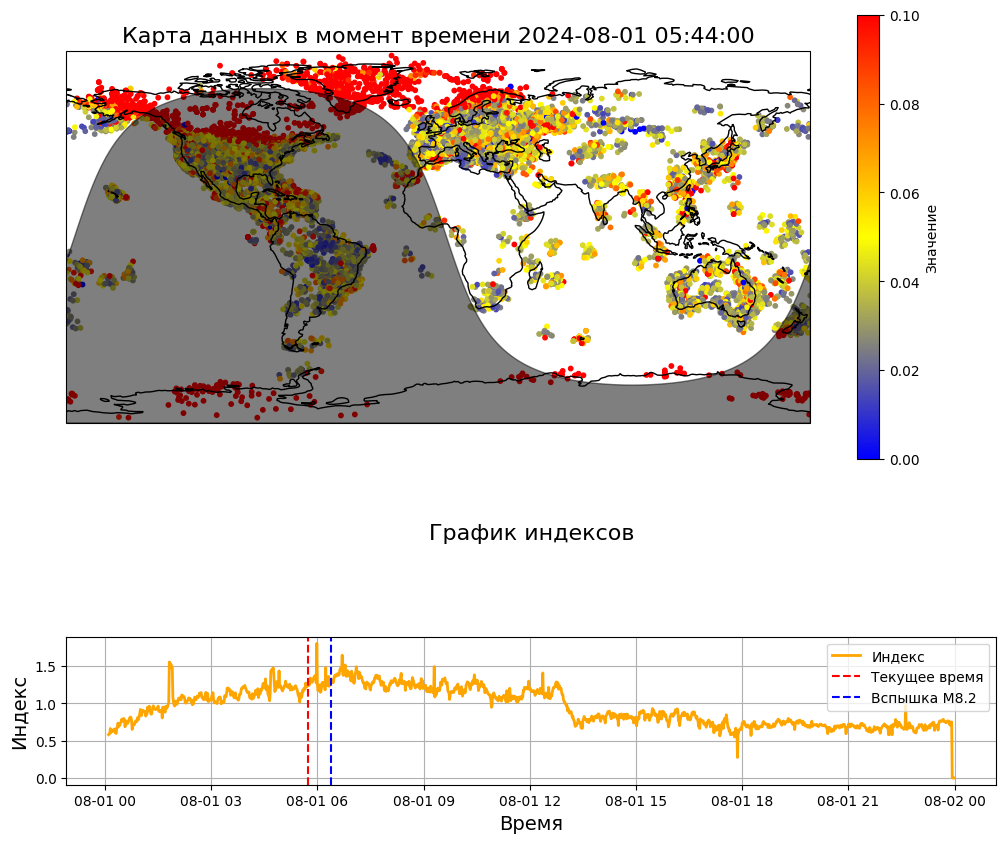 Карта данных в момент времени 2024-08-01 05:44:00
0.10
0.08
0.06
0.04
0.02
0.00
Значение
График индексов
Индекс
1.5
1.0
0.5
0.0
Индекс
Текущее время
Вспышка M8.2
08-01 00 08-01 03 08-01 06 08-01 09 08-01 12 08-01 15 08-01 18 08-01 21 08-02 00
Время